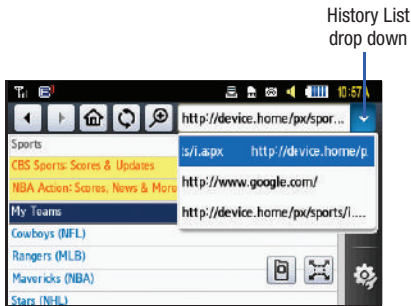 History List
drop down
10:57A
http://device.home/px/spor...
Sports
ts/i.aspx http://device.home/p
CBS Sports: Scores & Updates
http://www.google.com/
NBA Action: Scores, News & More
My Teams
http://device.home/px/sports/i....
Cowboys (NFL)
Rangers (MLB)
Mavericks (NBA)
Stars (NHL)